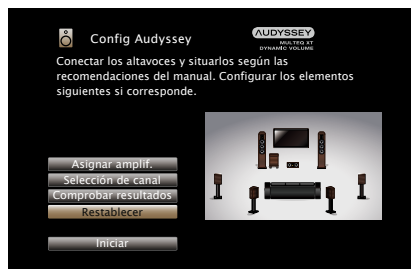 Config Audyssey
AUDYSSEY
MULTEQ XT
DYNAMIC VOLUME
Conectar los altavoces y situarlos según las
recomendaciones del manual. Configurar los elementos
siguientes si corresponde.
Asignar amplif.
Selección de canal
Comprobar resultados
Restablecer
Iniciar